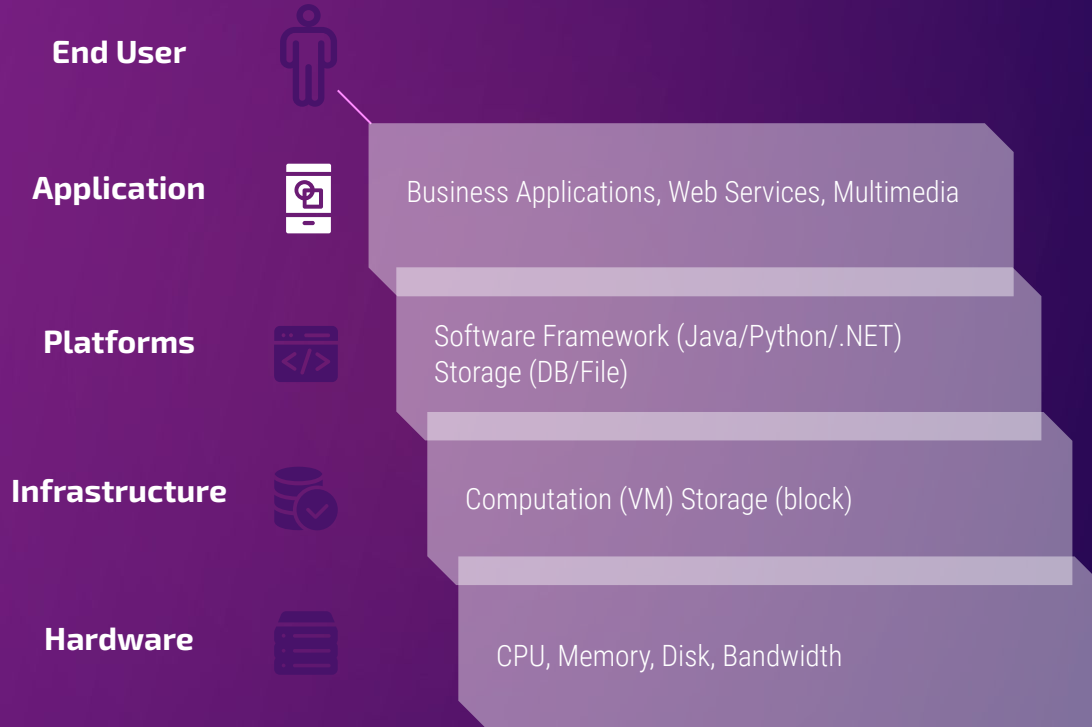 End User
Application
Business Applications, Web Services, Multimedia
Platforms
Software Framework (Java/Python/.NET)
Storage (DB/File)
Infrastructure
Computation (VM) Storage (block)
Hardware
CPU, Memory, Disk, Bandwidth